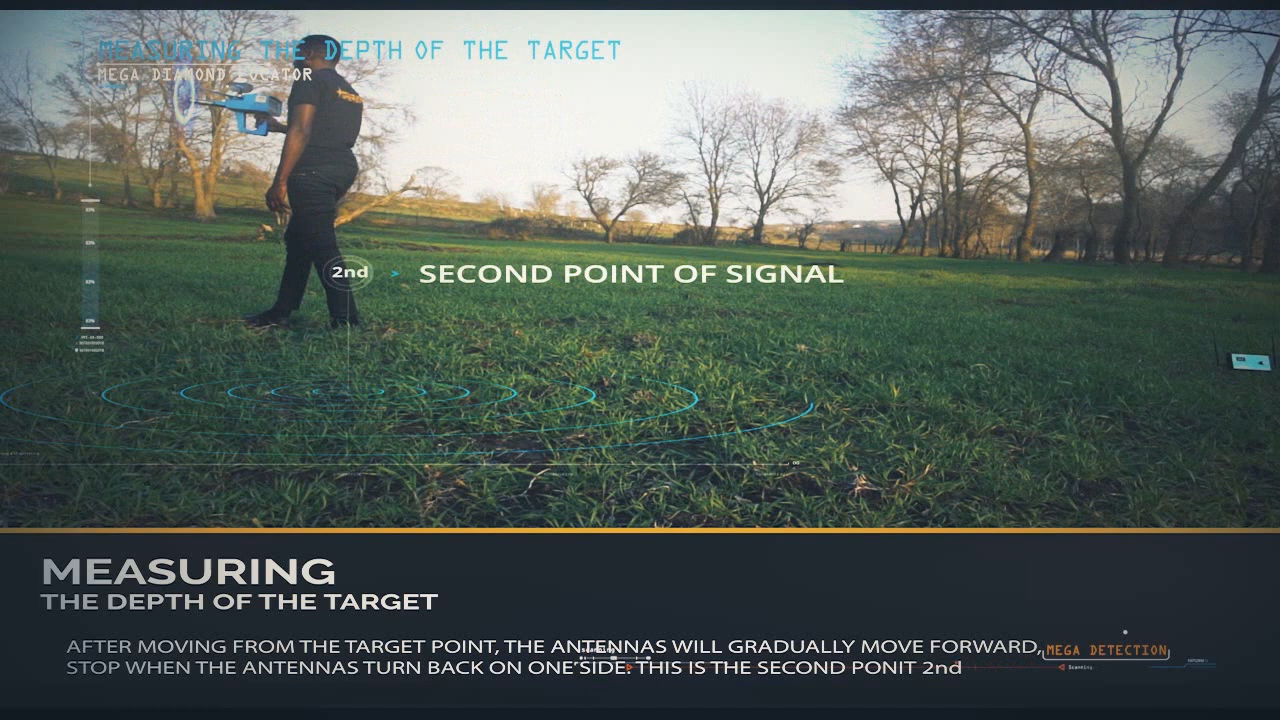 MEASURING THE DEPTH OF THE TARGET
MEGA DIAMOND LOCATOR
2nd > SECOND POINT OF SIGNAL
MEASURING
THE DEPTH OF THE TARGET
AFTER MOVING FROM THE TARGET POINT, THE ANTENNAS WILL GRADUALLY MOVE FORWARD,
STOP WHEN THE ANTENNAS TURN BACK ON ONE SIDE. THIS IS THE SECOND PONIT 2nd
MEGA DETECTION
Scanning